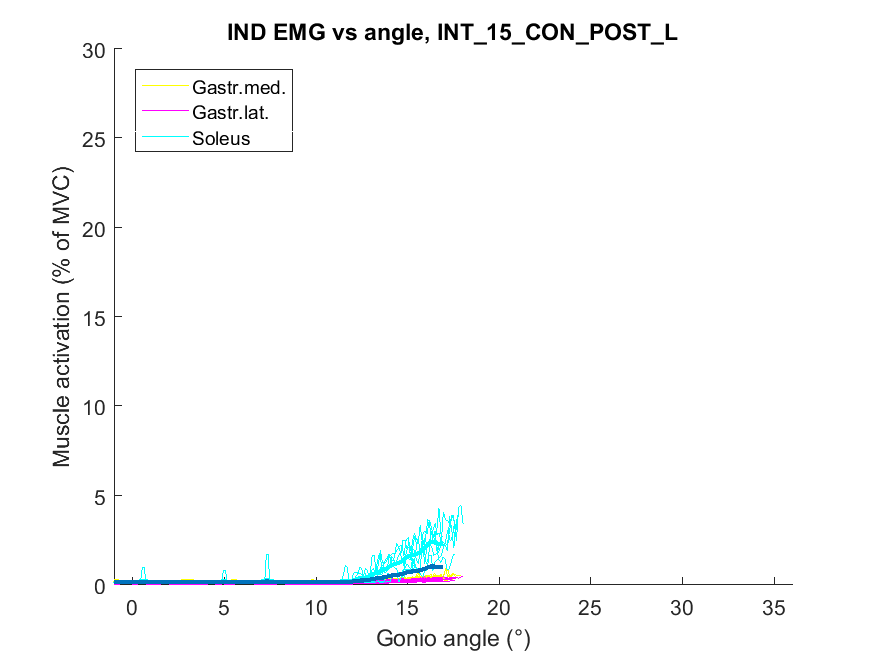 IND EMG vs angle, INT_15_CON_POST_L
30
25
20
15
10
5
0
Muscle activation (% of MVC)
Gastr.med.
Gastr.lat.
Soleus
0 5 10 15 20 25 30 35
Gonio angle (°)